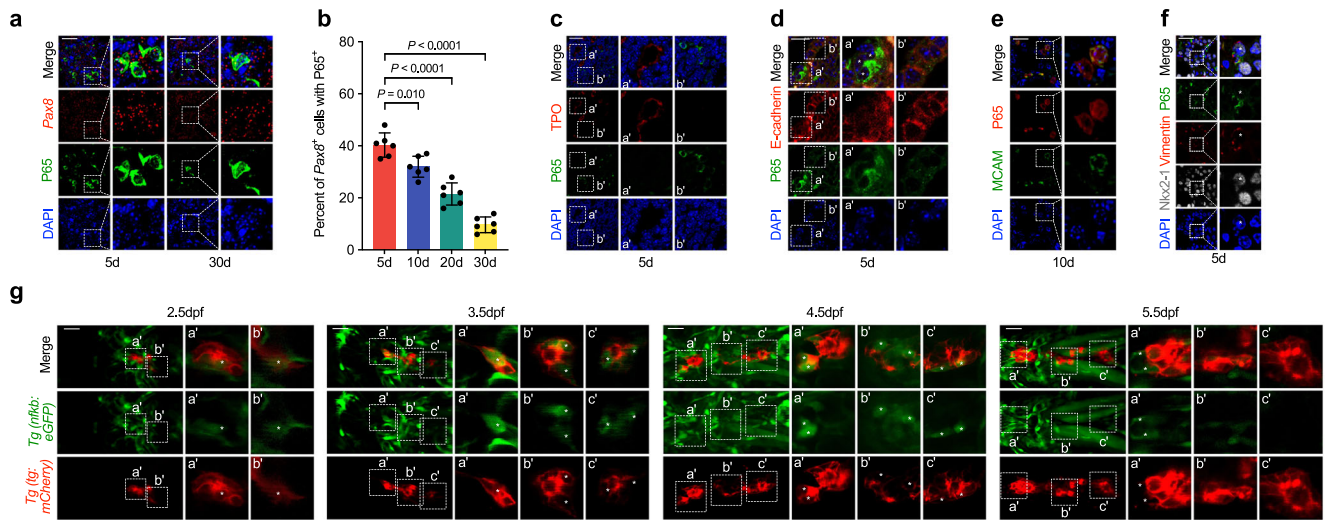 a
Merge
Pax8
P65
DAPI
5d
30d
b
Percent of Pax8+ cells with P65+
80
60
40
20
0
P < 0.0001
P < 0.0001
P = 0.010
5d 10d 20d 30d
c
Merge
TPO
P65
DAPI
a' b' a' b'
a' b' a' b'
a' b' a' b'
a' b' a' b'
5d
d
Merge
E-cadherin
P65
DAPI
b' a' a' b'
b' a'
b' a'
b' a'
5d
e
Merge
P65
MCAM
DAPI
10d
f
Merge
P65
Vimentin
Nkx2-1
DAPI
5d
g
2.5dpf 3.5dpf 4.5dpf 5.5dpf
Merge
a' b' a' b' a' b' c' a' b' c' a' b' c' a' b' c' a' b' c' a' b' c'
Tg (nfkb:
eGFP)
a' b' a' b' c' a' b' c' a' b' c'
Tg (tg:
mCherry)
a' b' a' b' c' a' b' c' a' b' c'